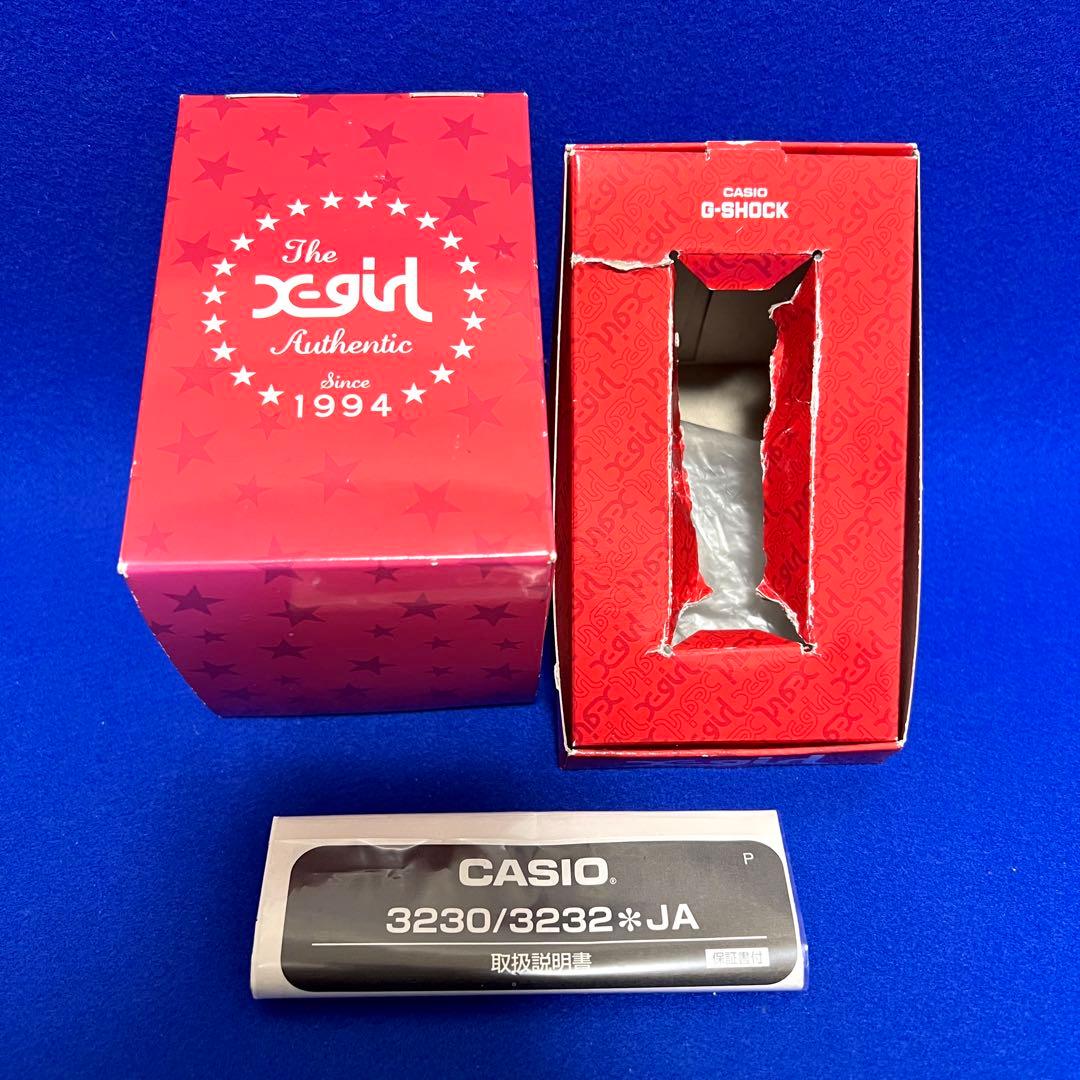 The
X-girl
Authentic
Since
1994
CASIO
G-SHOCK
X-girl
CASIO®
P
3230/3232✻JA
取扱説明書
保証書付